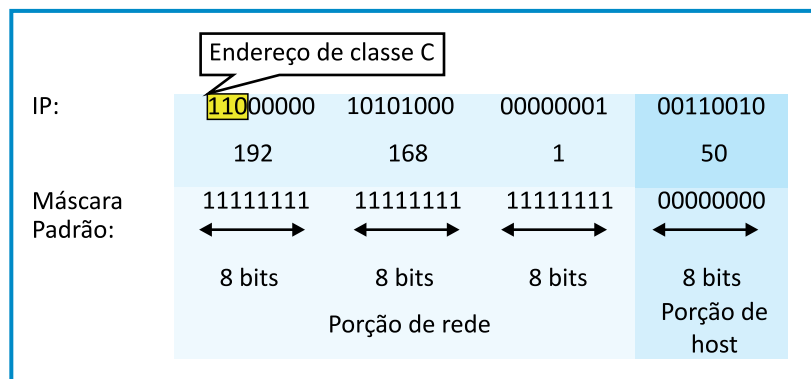 Endereço de classe C
IP: 11000000 10101000 00000001 00110010
192 168 1 50
Máscara 11111111 11111111 11111111 00000000
Padrão:
8 bits 8 bits 8 bits 8 bits
Porção de rede
Porção de
host